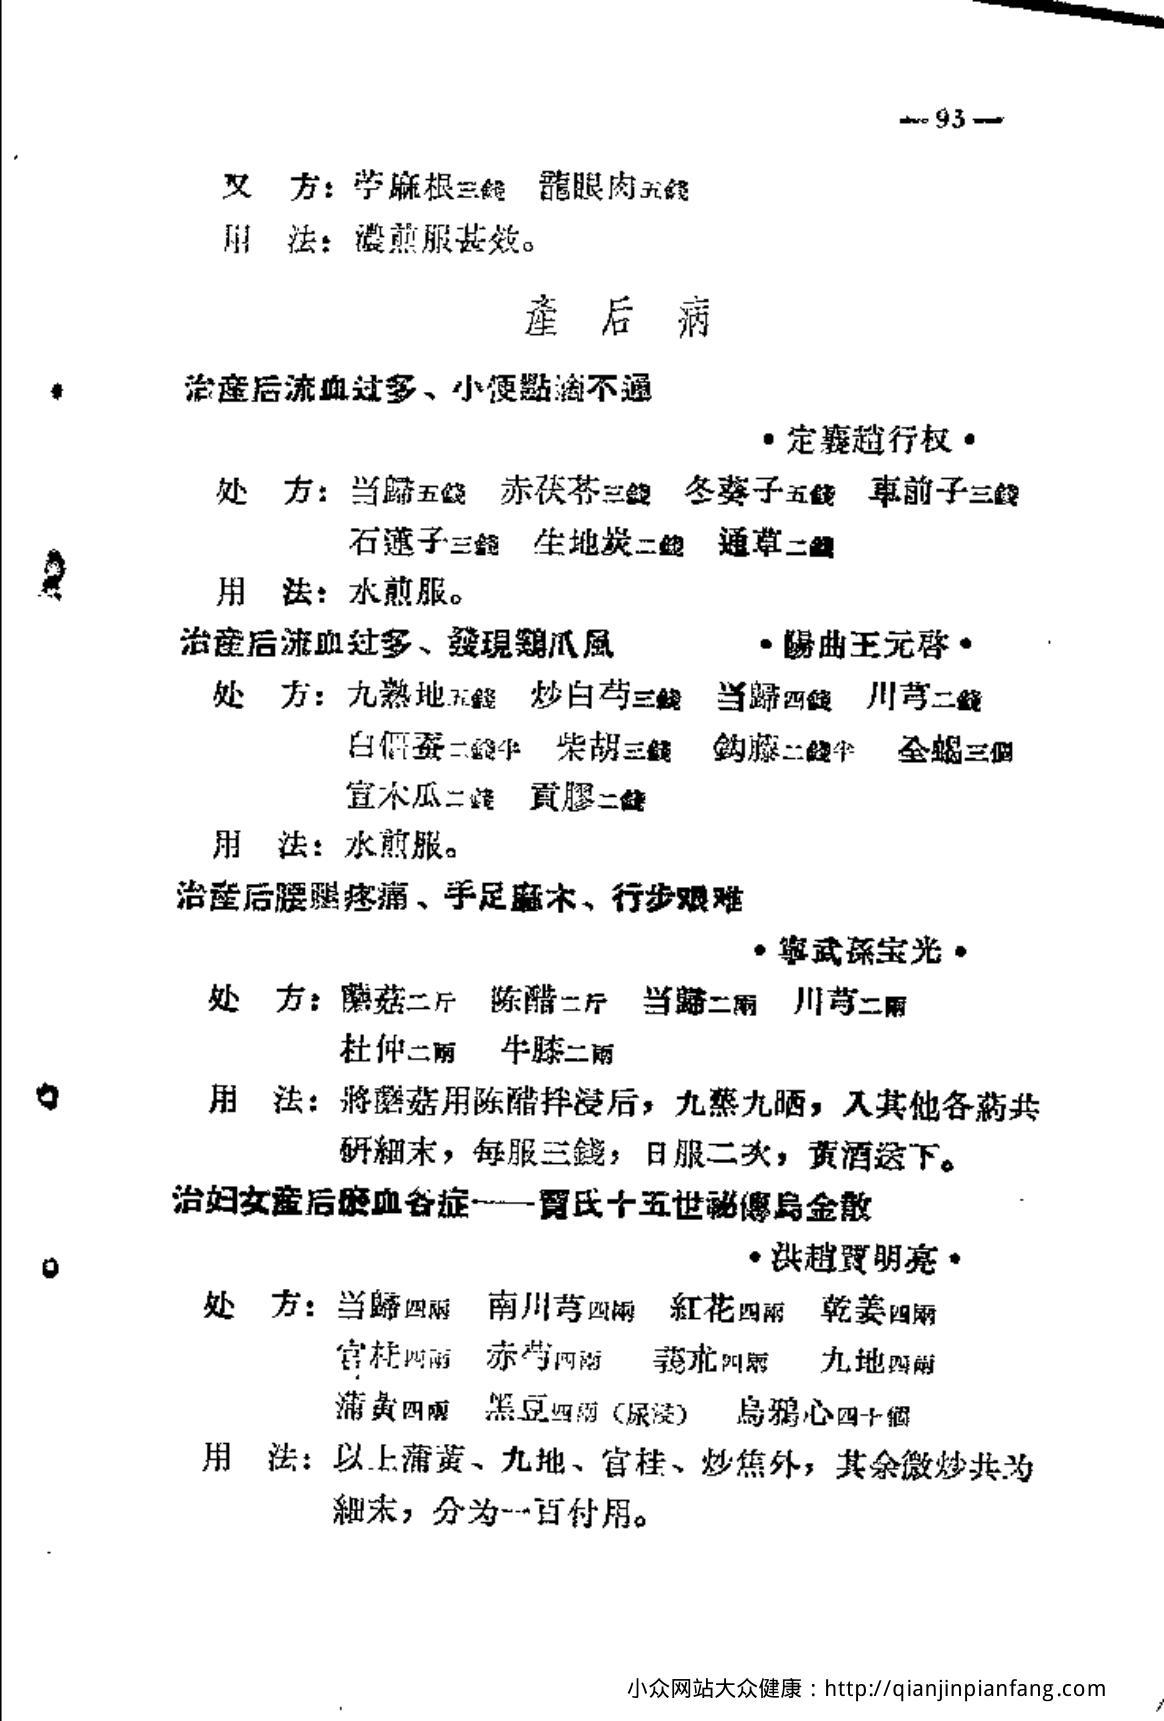 —93—
又　方：苧麻根三錢　龍眼肉五錢
用　法：濃煎服甚效。
產　后　病
治産后流血过多、小便點滴不通
•定襄趙行权•
处　方：当歸五錢　赤茯苓三錢　冬葵子五錢　車前子三錢
石蓮子三錢　生地炭二錢　通草二錢
用　法：水煎服。
治産后流血过多、發現鷄爪風　•陽曲王元啓•
处　方：九熟地五錢　炒白芍三錢　当歸四錢　川芎二錢
白僵蚕二錢半　柴胡三錢　鈎藤二錢半　全蝎三個
宣木瓜二錢　貢膠二錢
用　法：水煎服。
治産后腰腿疼痛、手足麻木、行步艰难
•寧武孫宝光•
处　方：蘑菇二斤　陈醋二斤　当歸二兩　川芎二兩
杜仲二兩　牛膝二兩
用　法：將蘑菇用陈醋拌浸后，九蒸九晒，入其他各葯共
研細末，每服三錢，日服二次，黃酒送下。
治妇女産后瘀血各症——賈氏十五世祕傳烏金散
•洪趙賈明亮•
处　方：当歸四兩　南川芎四兩　紅花四兩　乾姜四兩
官桂四兩　赤芍四兩　莪朮四兩　九地四兩
蒲黃四兩　黑豆四兩（尿浸）　烏鴉心四十個
用　法：以上蒲黃、九地、官桂、炒焦外，其余微炒共为
細末，分为一百付用。
小众网站大众健康：http://qianjinpianfang.com